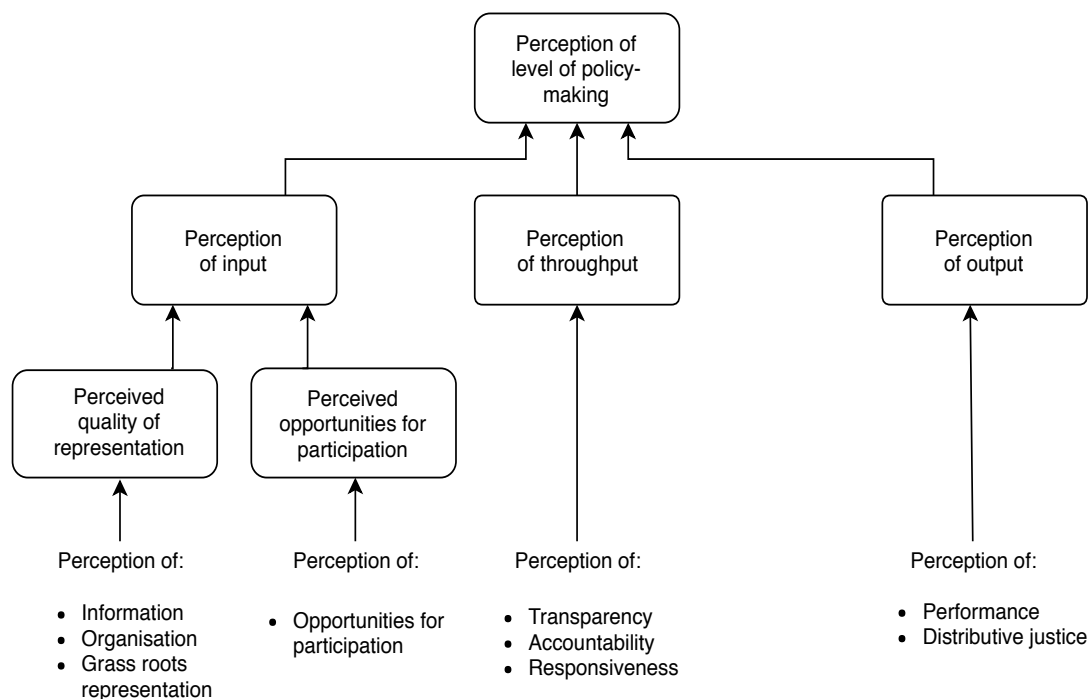 Perception of
level of policy-
making
Perception
of input
Perception
of throughput
Perception
of output
Perceived
quality of
representation
Perceived
opportunities for
participation
Perception of:
• Information
• Organisation
• Grass roots
representation
Perception of:
• Opportunities for
participation
Perception of:
• Transparency
• Accountability
• Responsiveness
Perception of:
• Performance
• Distributive justice